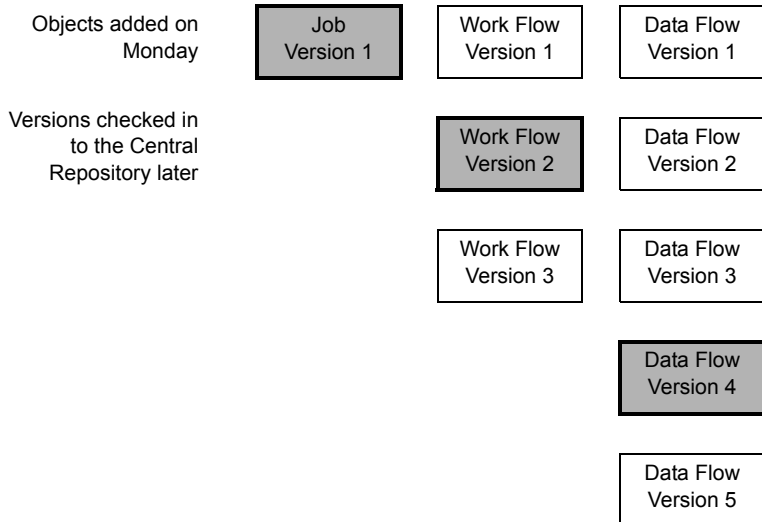 Objects added on
Monday
Job
Version 1
Work Flow
Version 1
Data Flow
Version 1
Versions checked in
to the Central
Repository later
Work Flow
Version 2
Data Flow
Version 2
Work Flow
Version 3
Data Flow
Version 3
Data Flow
Version 4
Data Flow
Version 5